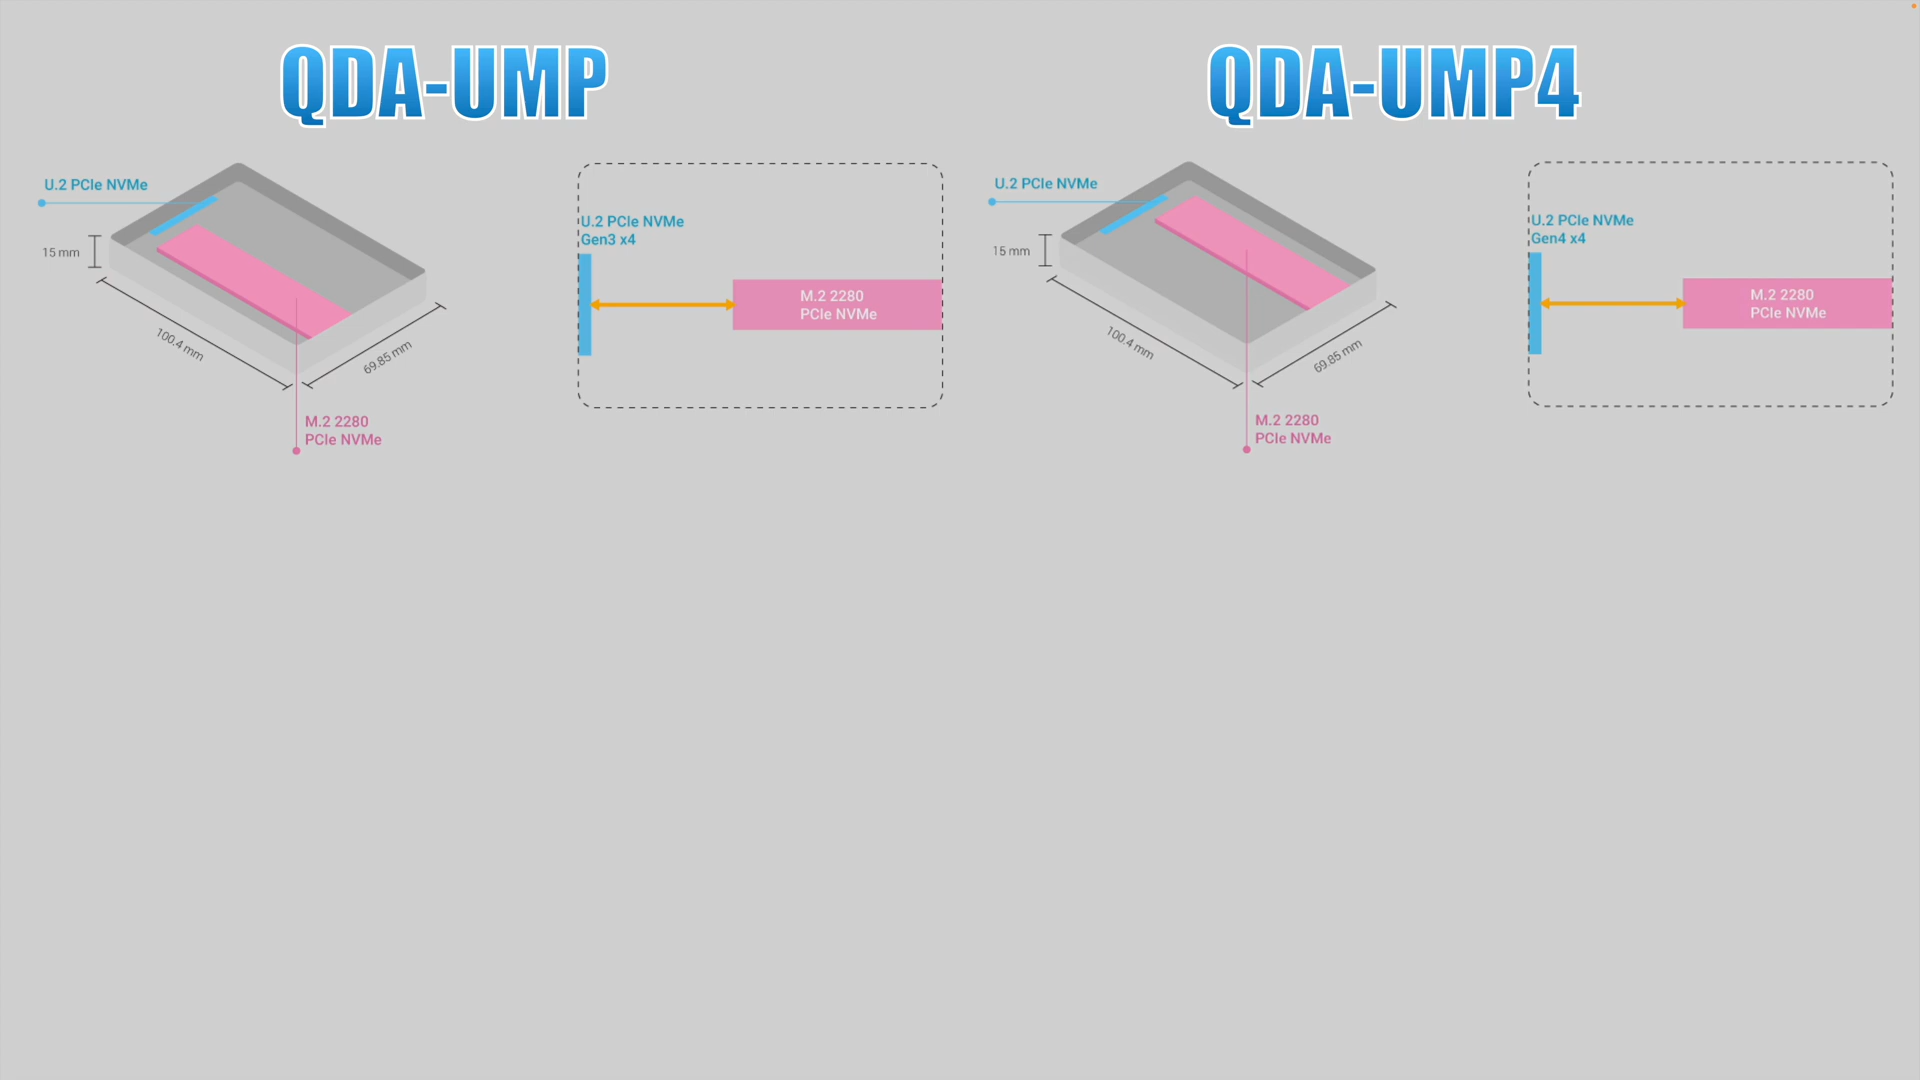 QDA-UMP
U.2 PCIe NVMe
15 mm
100.4 mm
69.85 mm
M.2 2280
PCIe NVMe
U.2 PCIe NVMe
Gen3 x4
M.2 2280
PCIe NVMe
QDA-UMP4
U.2 PCIe NVMe
15 mm
100.4 mm
69.85 mm
M.2 2280
PCIe NVMe
U.2 PCIe NVMe
Gen4 x4
M.2 2280
PCIe NVMe